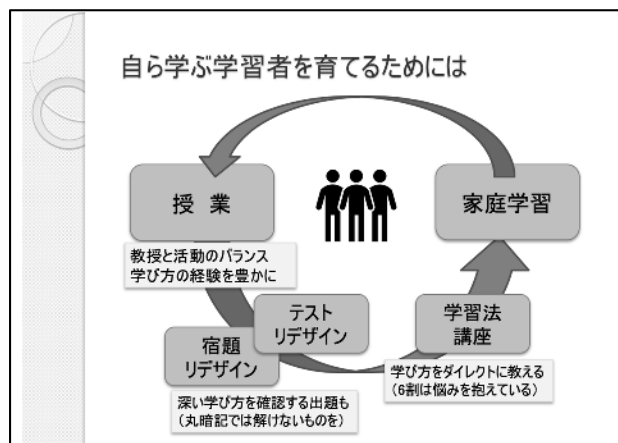 自ら学ぶ学習者を育てるためには
授 業
家庭学習
教授と活動のバランス
学び方の経験を豊かに
テスト
リデザイン
宿題
リデザイン
学習法
講座
深い学び方を確認する出題も
(丸暗記では解けないものを)
学び方をダイレクトに教える
(6割は悩みを抱えている)